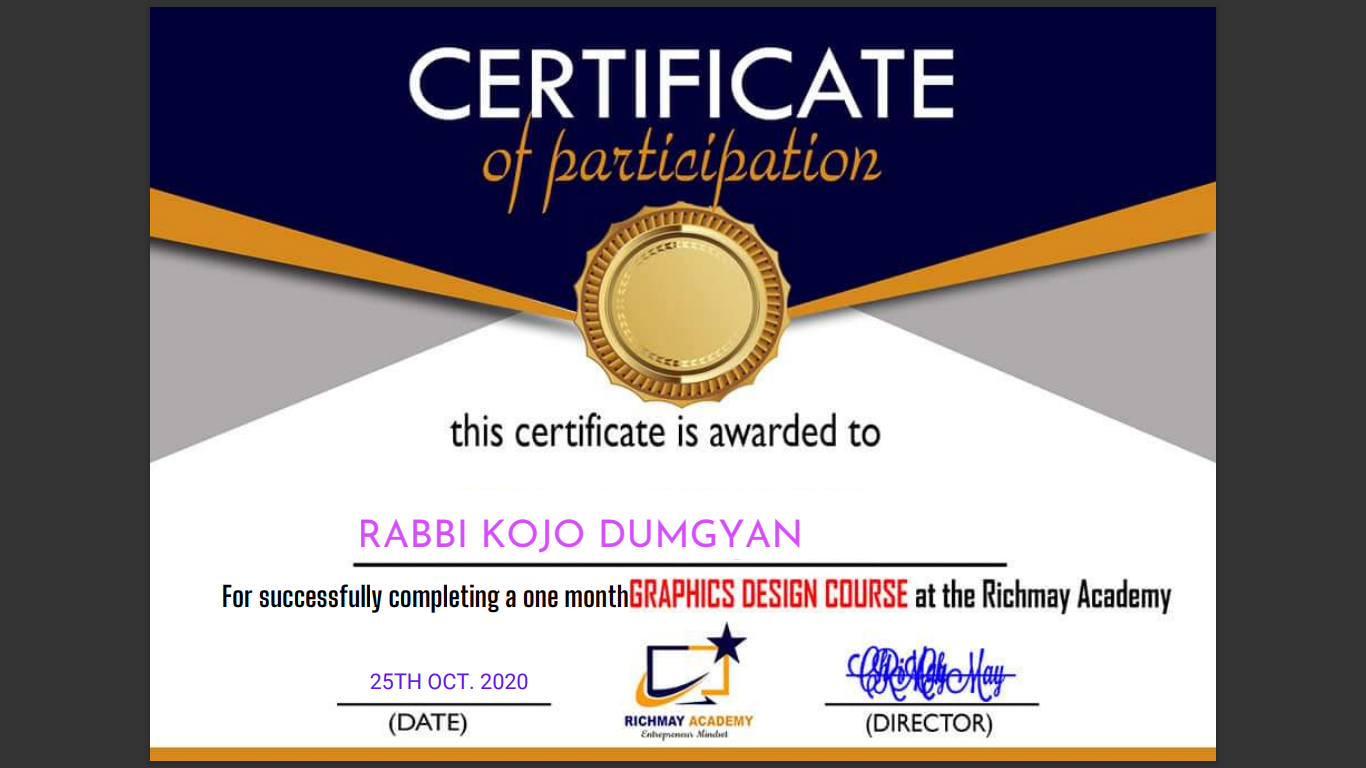 CERTIFICATE
of participation
this certificate is awarded to
RABBI KOJO DUMGYAN
For successfully completing a one monthGRAPHICS DESIGN COURSE at the Richmay Academy
25TH OCT. 2020
(DATE)
RICHMAY ACADEMY
Entrepreneur Mindset
(DIRECTOR)